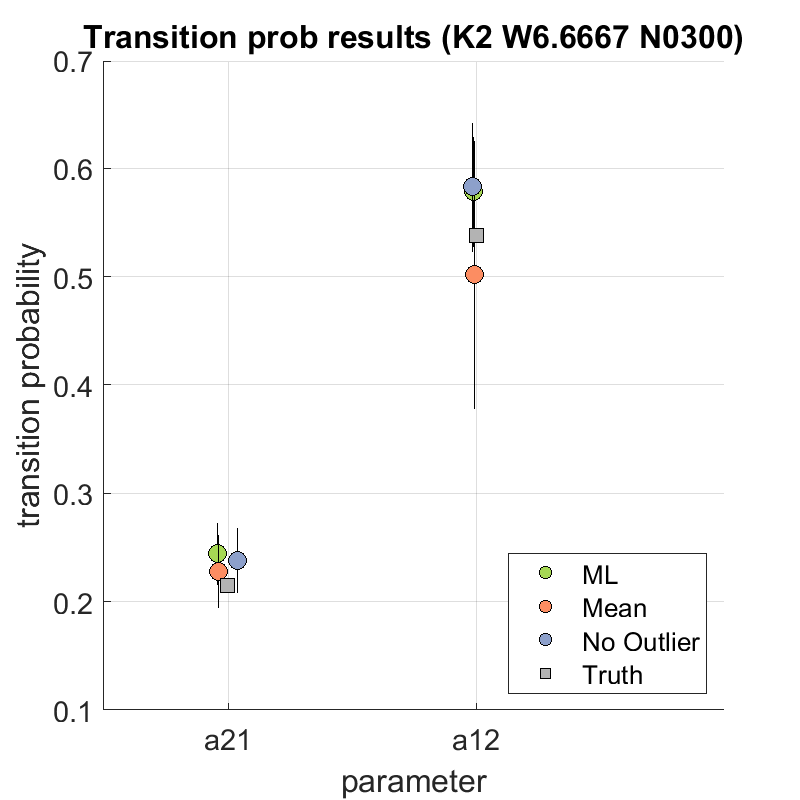 Transition prob results (K2 W6.6667 N0300)
0.7
0.6
0.5
0.4
0.3
0.2
0.1
transition probability
a21 a12
parameter
ML
Mean
No Outlier
Truth